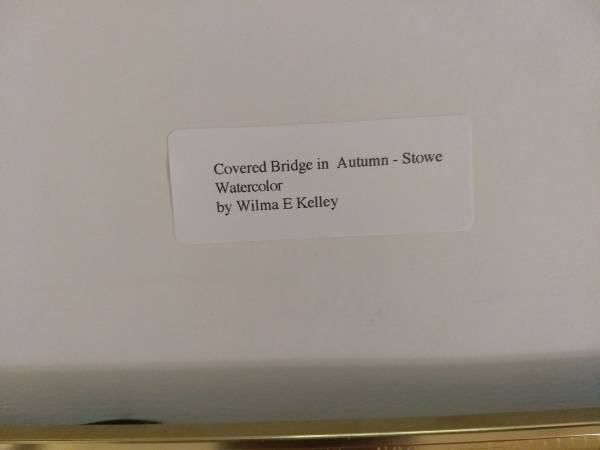 Covered Bridge in Autumn - Stowe
Watercolor
by Wilma E Kelley